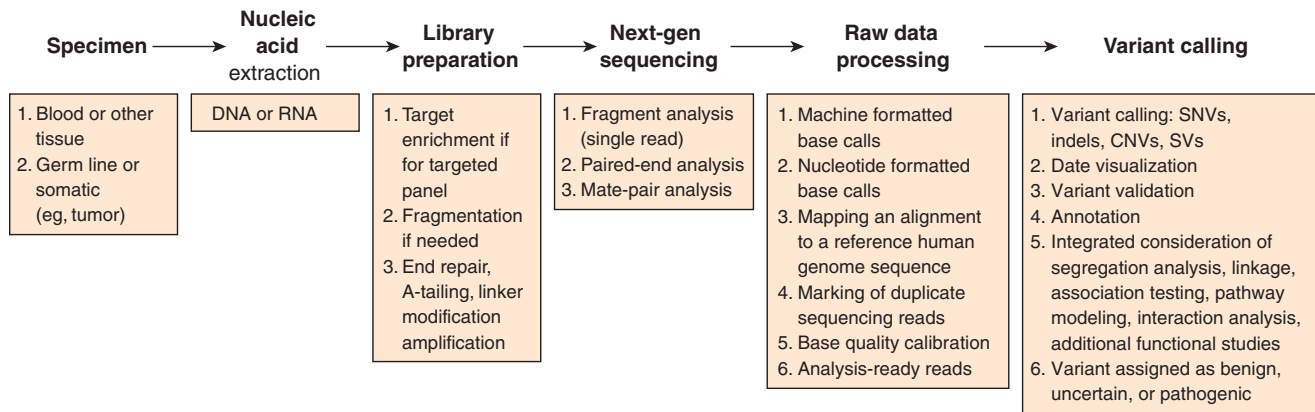 Specimen
Nucleic
acid
extraction
Library
preparation
Next-gen
sequencing
Raw data
processing
Variant calling
1. Blood or other
tissue
2. Germ line or
somatic
(eg, tumor)
DNA or RNA
1. Target
enrichment if
for targeted
panel
2. Fragmentation
if needed
3. End repair,
A-tailing, linker
modification
amplification
1. Fragment analysis
(single read)
2. Paired-end analysis
3. Mate-pair analysis
1. Machine formatted
base calls
2. Nucleotide formatted
base calls
3. Mapping an alignment
to a reference human
genome sequence
4. Marking of duplicate
sequencing reads
5. Base quality calibration
6. Analysis-ready reads
1. Variant calling: SNVs,
indels, CNVs, SVs
2. Date visualization
3. Variant validation
4. Annotation
5. Integrated consideration of
segregation analysis, linkage,
association testing, pathway
modeling, interaction analysis,
additional functional studies
6. Variant assigned as benign,
uncertain, or pathogenic